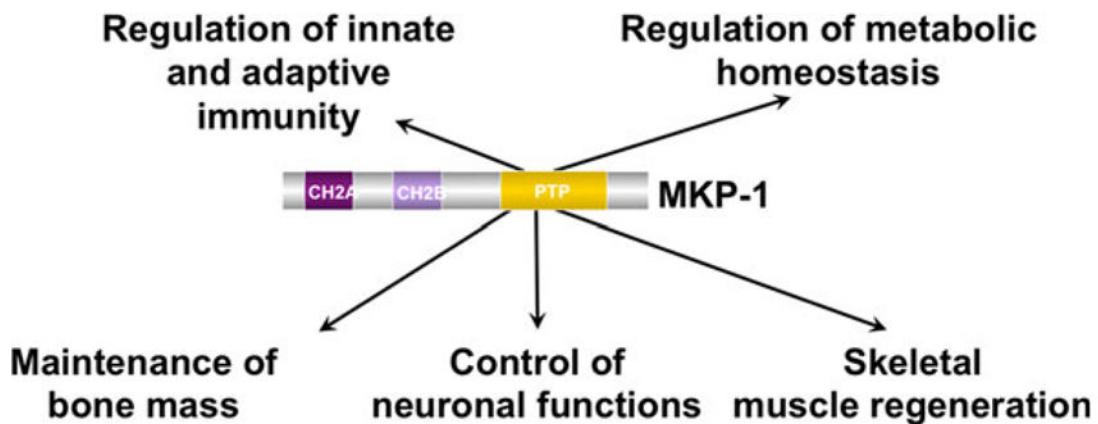 Regulation of innate
and adaptive
immunity
Regulation of metabolic
homeostasis
CH2A
CH2B
PTP
MKP-1
Maintenance of
bone mass
Control of
neuronal functions
Skeletal
muscle regeneration